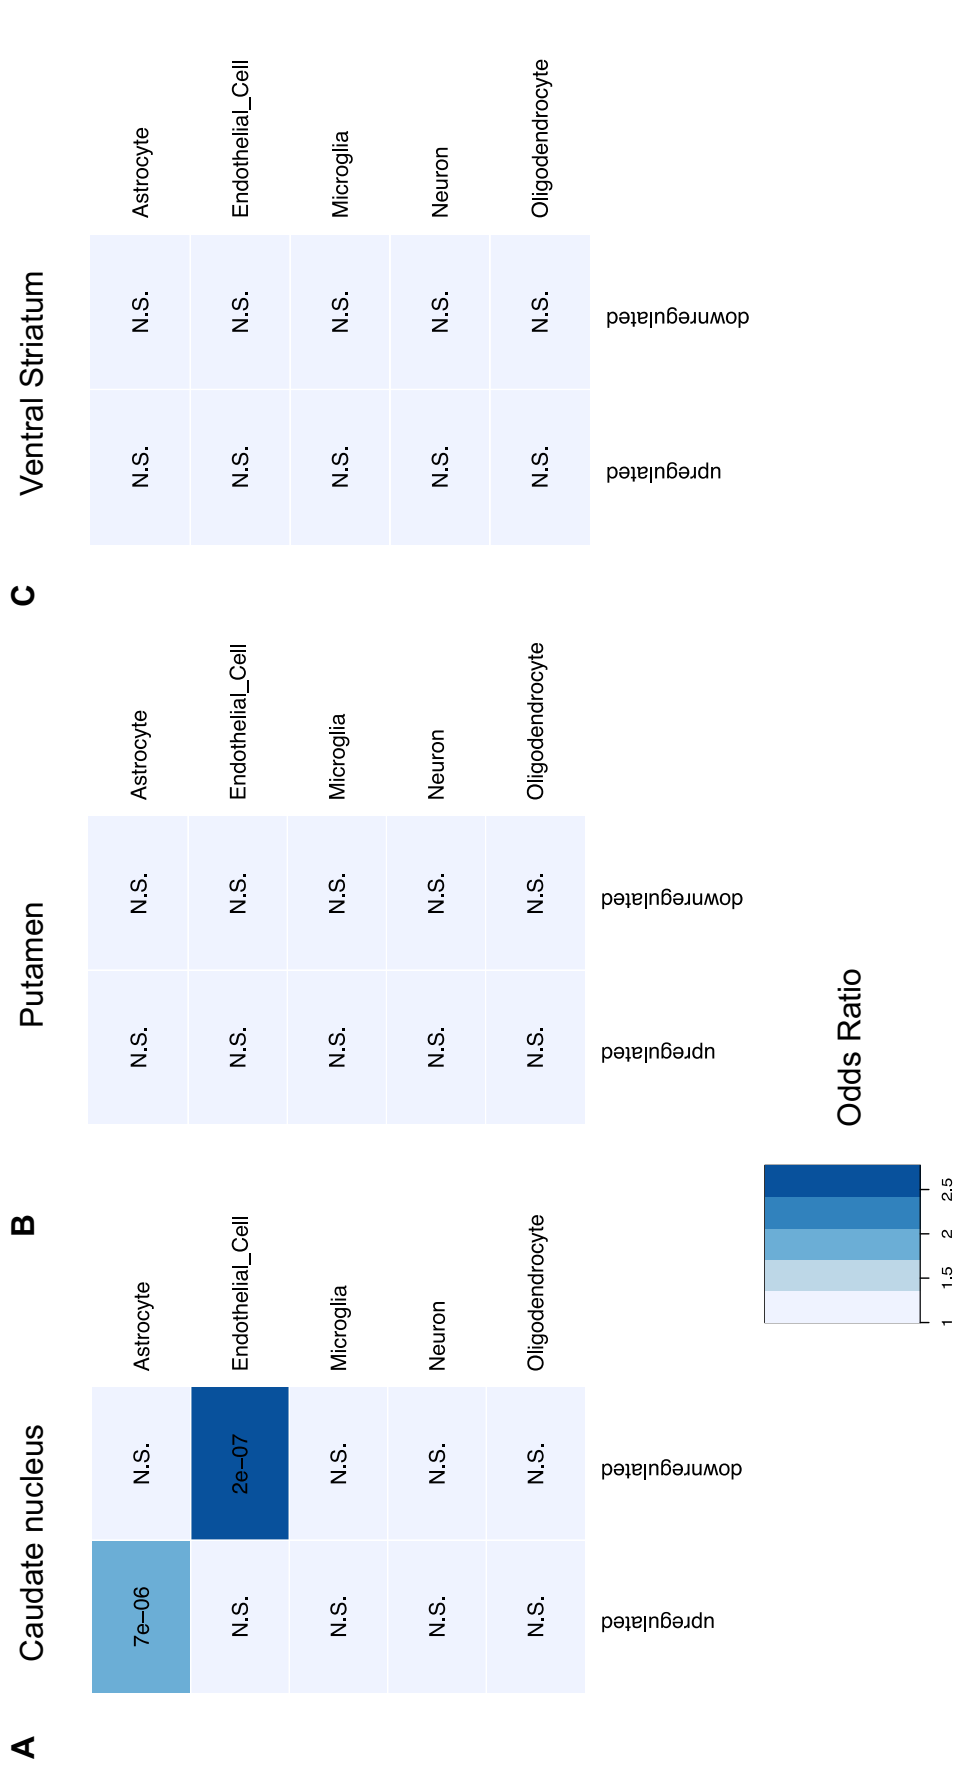 A
Caudate nucleus
7e−06
N.S.
Astrocyte
N.S.
2e−07
Endothelial_Cell
N.S.
N.S.
Microglia
N.S.
N.S.
Neuron
N.S.
N.S.
Oligodendrocyte
upregulated
downregulated
B
Putamen
N.S.
N.S.
Astrocyte
N.S.
N.S.
Endothelial_Cell
N.S.
N.S.
Microglia
N.S.
N.S.
Neuron
N.S.
N.S.
Oligodendrocyte
upregulated
downregulated
C
Ventral Striatum
N.S.
N.S.
Astrocyte
N.S.
N.S.
Endothelial_Cell
N.S.
N.S.
Microglia
N.S.
N.S.
Neuron
N.S.
N.S.
Oligodendrocyte
upregulated
downregulated
Odds Ratio
1
1.5
2
2.5